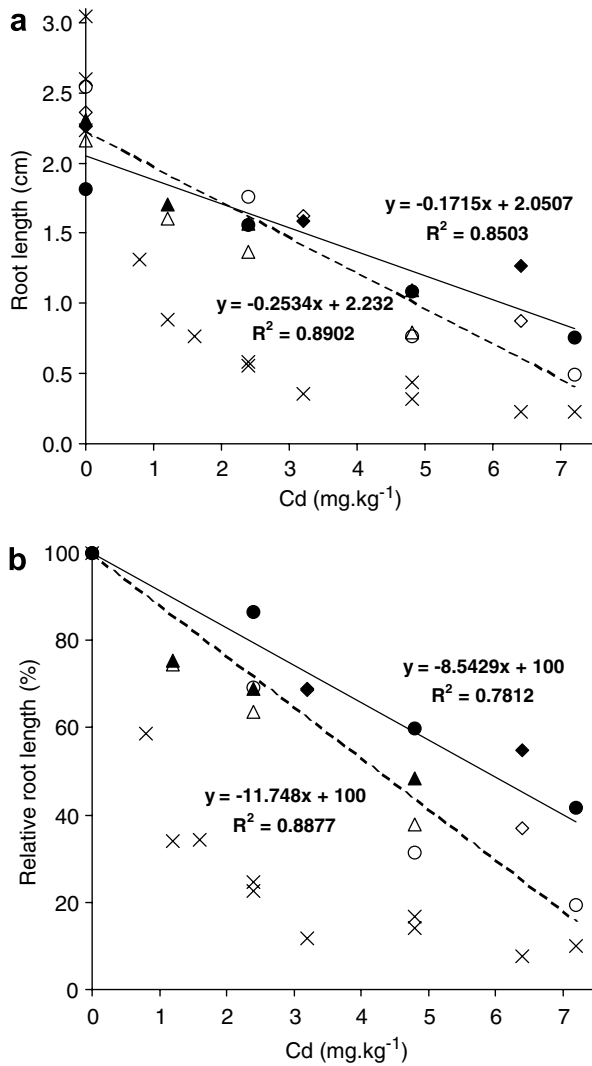 a
3.0
2.5
2.0
1.5
1.0
0.5
0.0
Root length (cm)
y = -0.1715x + 2.0507
R² = 0.8503
y = -0.2534x + 2.232
R² = 0.8902
0 1 2 3 4 5 6 7
Cd (mg.kg⁻¹)
b
100
80
60
40
20
0
Relative root length (%)
y = -8.5429x + 100
R² = 0.7812
y = -11.748x + 100
R² = 0.8877
0 1 2 3 4 5 6 7
Cd (mg.kg⁻¹)